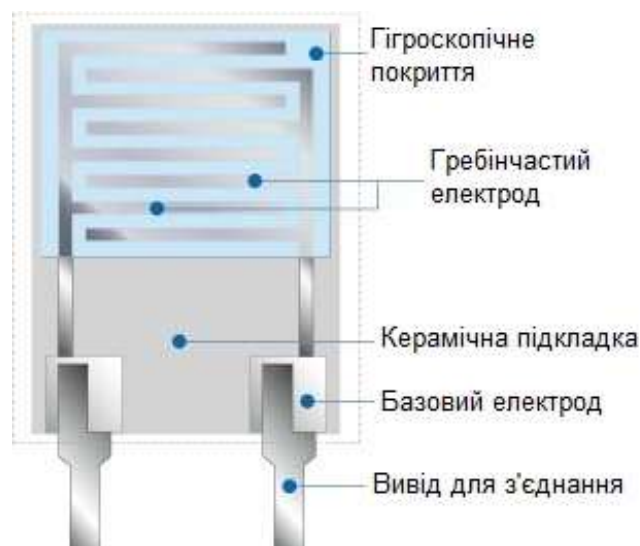 Гігроскопічне
покриття
Гребінчастий
електрод
Керамічна підкладка
Базовий електрод
Вивід для з'єднання